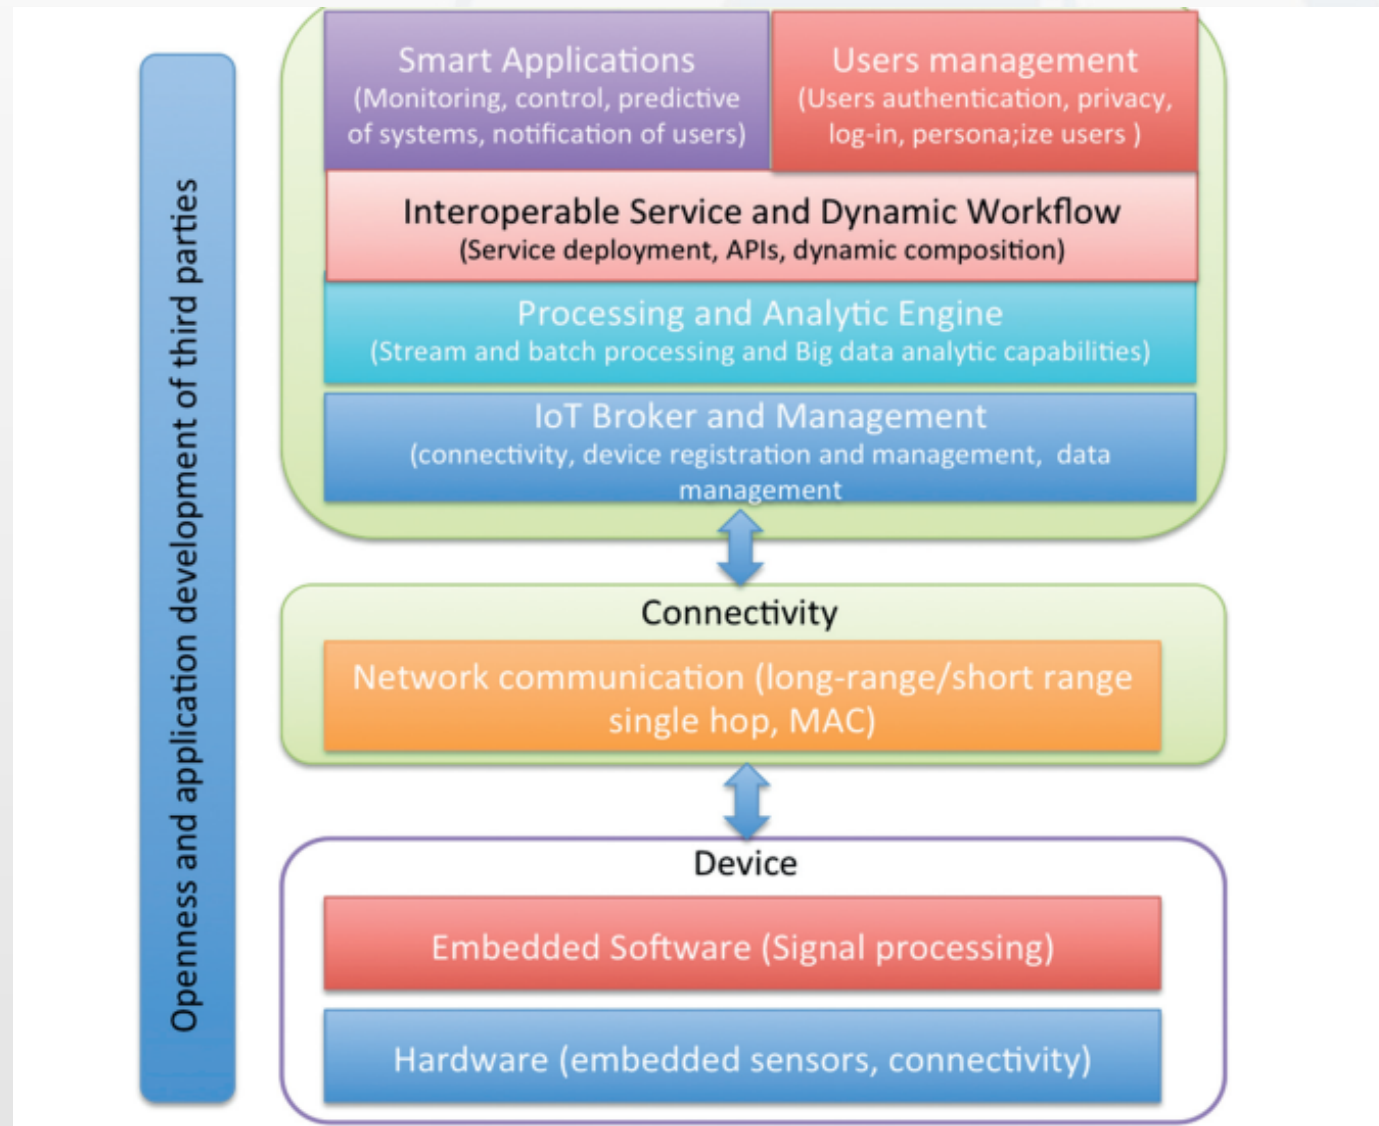 Openness and application development of third parties
Smart Applications
(Monitoring, control, predictive
of systems, notification of users)
Users management
(Users authentication, privacy,
log-in, persona;ize users )
Interoperable Service and Dynamic Workflow
(Service deployment, APIs, dynamic composition)
Processing and Analytic Engine
(Stream and batch processing and Big data analytic capabilities)
IoT Broker and Management
(connectivity, device registration and management, data
management
Connectivity
Network communication (long-range/short range
single hop, MAC)
Device
Embedded Software (Signal processing)
Hardware (embedded sensors, connectivity)